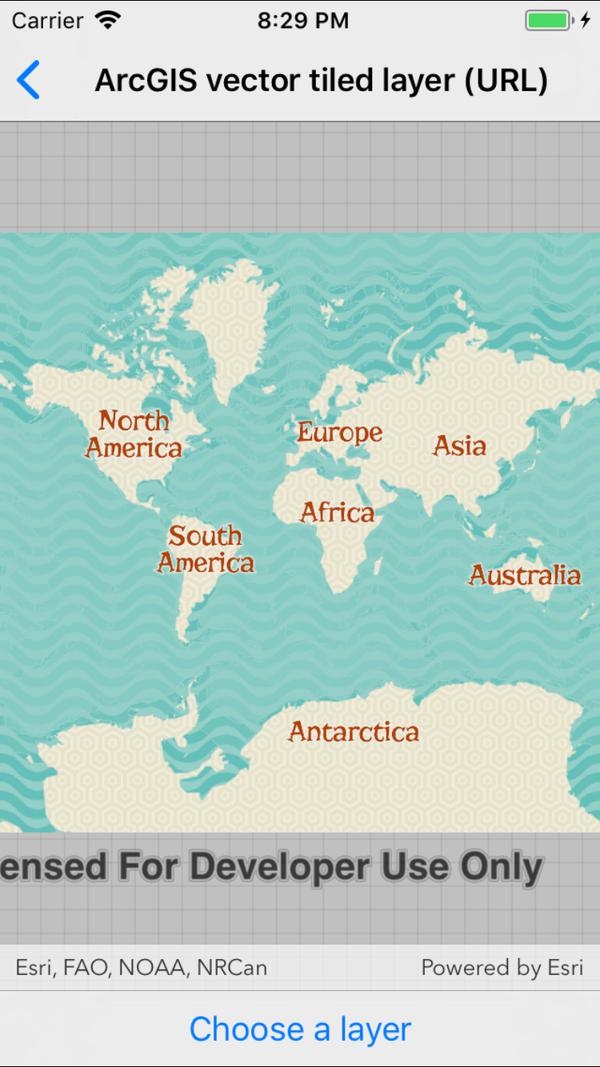 Carrier 8:29 PM
ArcGIS vector tiled layer (URL)
North
America
Europe
Asia
Africa
South
America
Australia
Antarctica
ensed For Developer Use Only
Esri, FAO, NOAA, NRCan Powered by Esri
Choose a layer